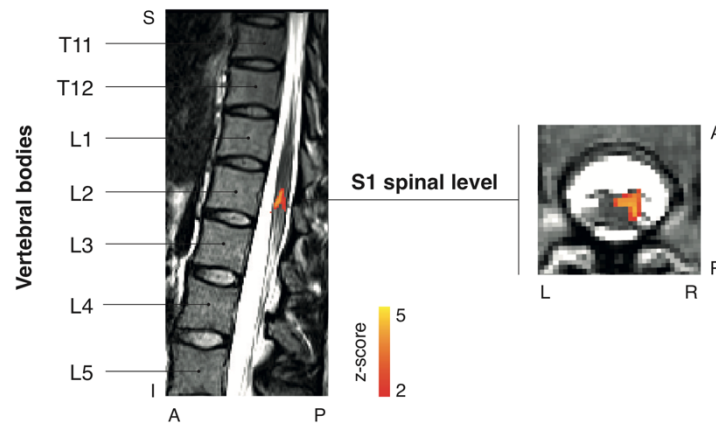 S
T11
T12
L1
L2
L3
L4
L5
I
A
P
Vertebral bodies
S1 spinal level
z-score
5
2
A
L
R